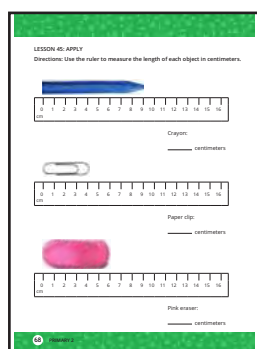 LESSON 45: APPLY
Directions: Use the ruler to measure the length of each object in centimeters.
0 1 2 3 4 5 6 7 8 9 10 11 12 13 14 15 16
cm
Crayon:
______ centimeters
0 1 2 3 4 5 6 7 8 9 10 11 12 13 14 15 16
cm
Paper clip:
______ centimeters
0 1 2 3 4 5 6 7 8 9 10 11 12 13 14 15 16
cm
Pink eraser:
______ centimeters
68 PRIMARY 2